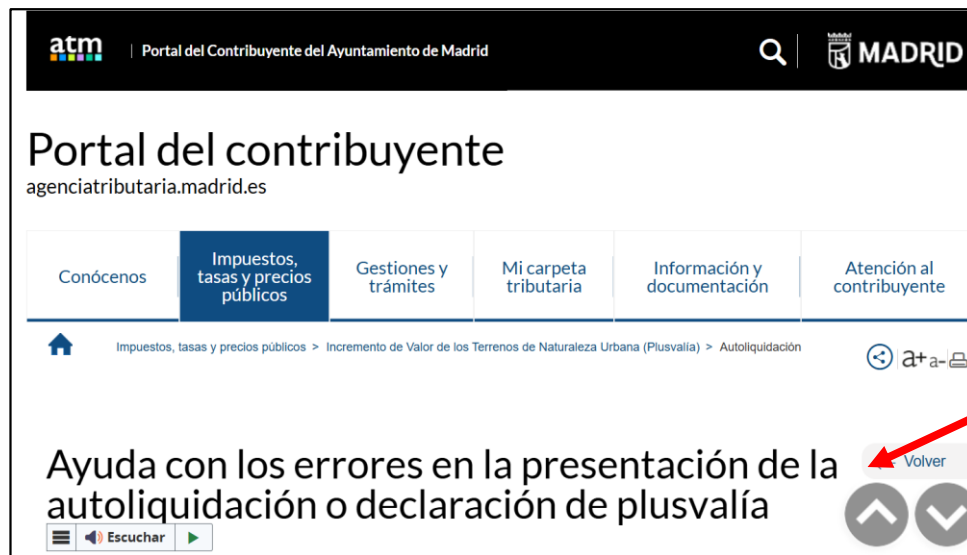 atm
Portal del Contribuyente del Ayuntamiento de Madrid
MADRID
Portal del contribuyente
agenciatributaria.madrid.es
Conócenos
Impuestos,
tasas y precios
públicos
Gestiones y
trámites
Mi carpeta
tributaria
Información y
documentación
Atención al
contribuyente
Impuestos, tasas y precios públicos > Incremento de Valor de los Terrenos de Naturaleza Urbana (Plusvalía) > Autoliquidación
a+ a-
Ayuda con los errores en la presentación de la
autoliquidación o declaración de plusvalía
Volver
Escuchar